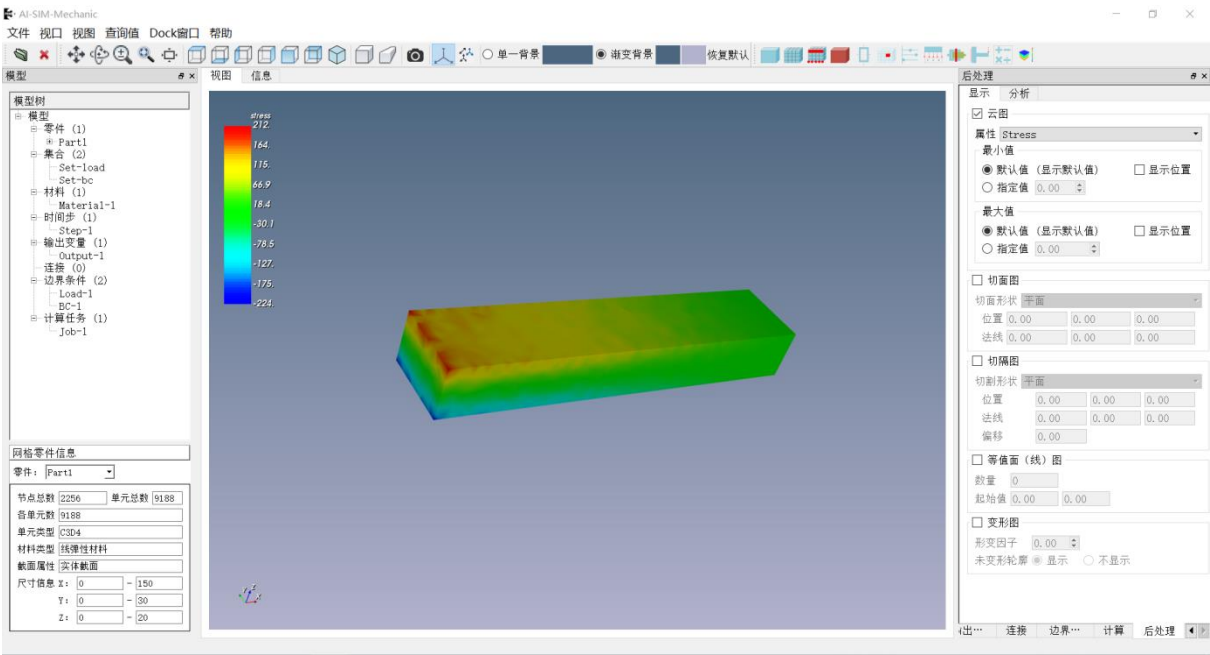 AI-SIM-Mechanic
文件 视口 视图 查询值 Dock窗口 帮助
单一背景 渐变背景 恢复默认
模型
模型树
模型
零件 (1)
Part1
集合 (2)
Set-load
Set-bc
材料 (1)
Material-1
时间步 (1)
Step-1
输出变量 (1)
Output-1
连接 (0)
边界条件 (2)
Load-1
BC-1
计算任务 (1)
Job-1
网格零件信息
零件: Part1
节点总数 2256 单元总数 9188
各单元数 9188
单元类型 C3D4
材料类型 线弹性材料
截面属性 实体截面
尺寸信息 X: 0 - 150
Y: 0 - 30
Z: 0 - 20
视图 信息
stress
212.
164.
115.
66.9
18.4
-30.1
-78.5
-127.
-175.
-224.
后处理
显示 分析
云图
属性 Stress
最小值
默认值 (显示默认值) 显示位置
指定值 0.00
最大值
默认值 (显示默认值) 显示位置
指定值 0.00
切面图
切面形状 平面
位置 0.00 0.00 0.00
法线 0.00 0.00 0.00
切隔图
切割形状 平面
位置 0.00 0.00 0.00
法线 0.00 0.00 0.00
偏移 0.00
等值面(线)图
数量 0
起始值 0.00 0.00
变形图
形变因子 0.00
未变形轮廓 显示 不显示
出… 连接 边界… 计算 后处理